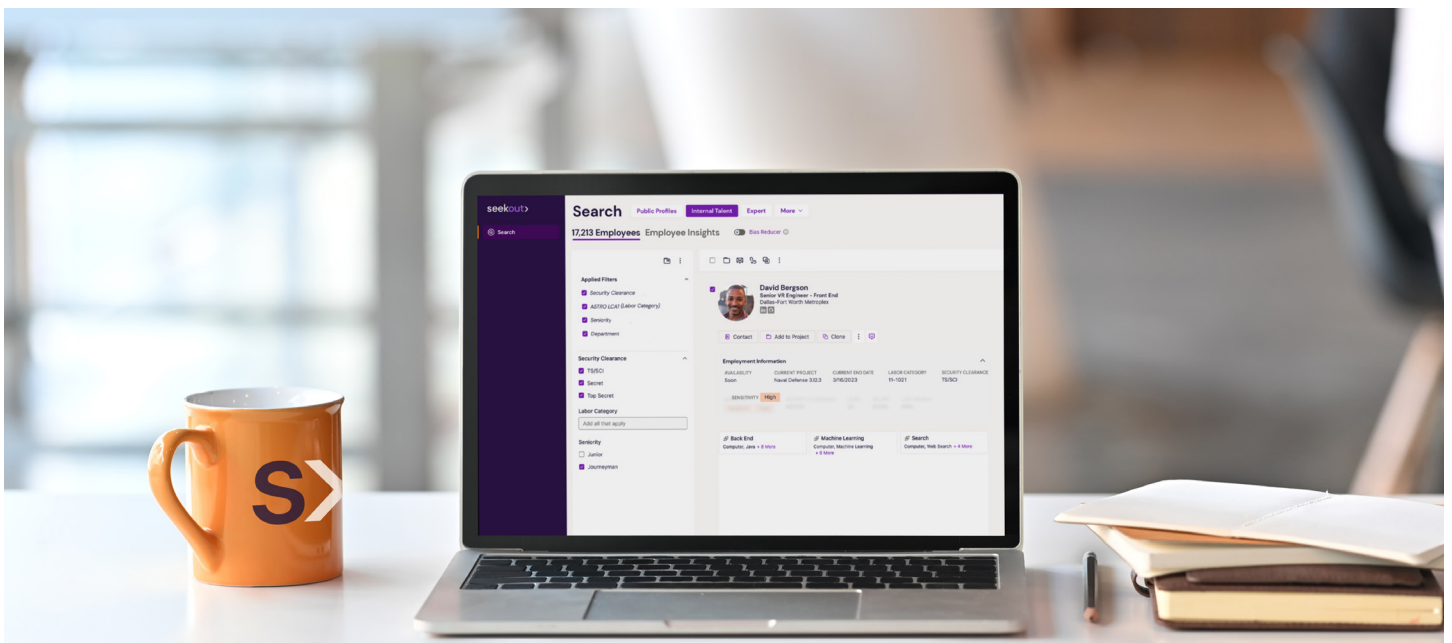 seekout>
Search
Search Public Profiles Internal Talent Expert More
17,213 Employees Employee Insights Bias Reducer
Applied Filters
Security Clearance
ASTRO LCAT (Labor Category)
Seniority
Department
Security Clearance
TS/SCI
Secret
Top Secret
Labor Category
Add all that apply
Seniority
Junior
Journeyman
David Bergson
Senior VR Engineer - Front End
Dallas-Fort Worth Metroplex
Contact Add to Project Clone
Employment Information
AVAILABILITY CURRENT PROJECT CURRENT END DATE LABOR CATEGORY SECURITY CLEARANCE
Soon Naval Defense S12.3 3/16/2023 11-1021 TS/SCI
SENSITIVITY High
Back End
Computer, Java + 8 More
Machine Learning
Computer, Machine Learning
+ 6 More
Search
Computer, Web Search + 4 More
S>